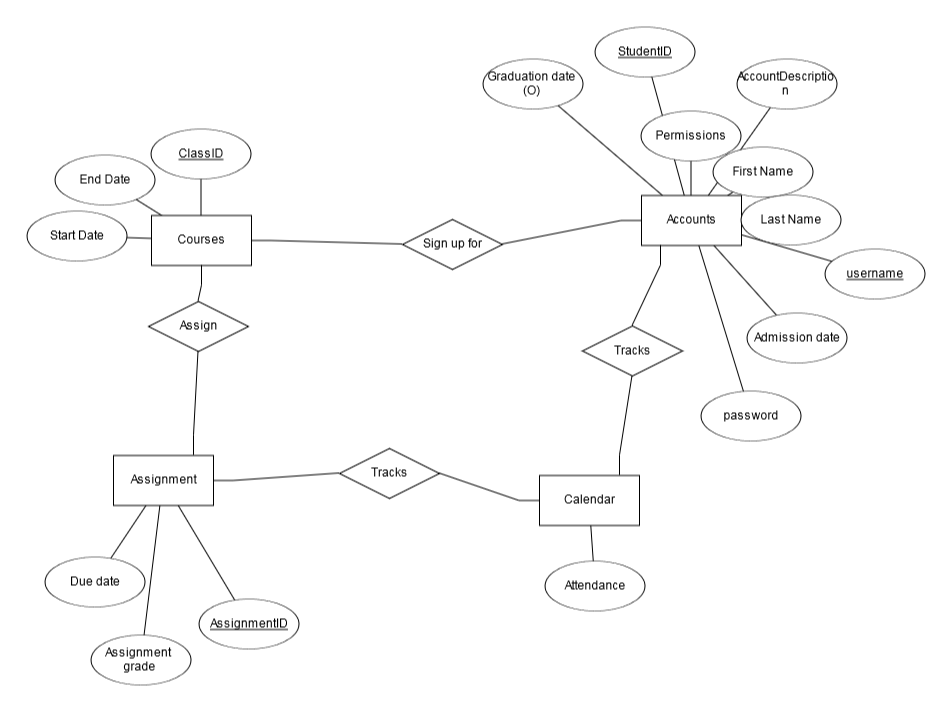 StudentID
Graduation date
(O)
AccountDescriptio
n
Permissions
ClassID
First Name
End Date
Last Name
Accounts
Start Date
Courses
Sign up for
username
Assign
Admission date
Tracks
password
Assignment
Tracks
Calendar
Due date
Attendance
AssignmentID
Assignment
grade